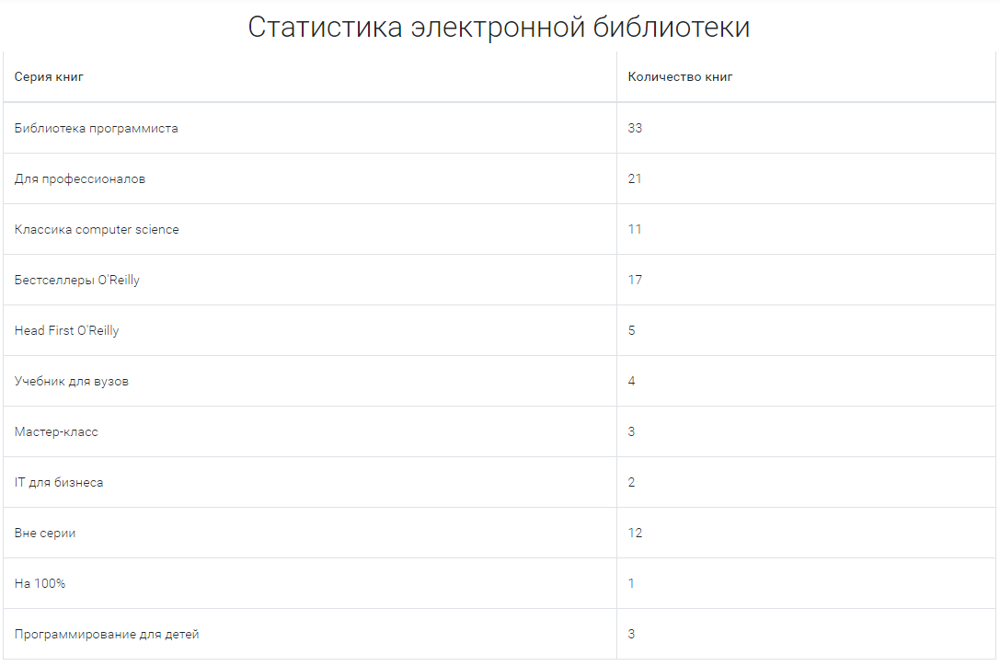 Статистика электронной библиотеки
Серия книг Количество книг
Библиотека программиста 33
Для профессионалов 21
Классика computer science 11
Бестселлеры O'Reilly 17
Head First O'Reilly 5
Учебник для вузов 4
Мастер-класс 3
IT для бизнеса 2
Вне серии 12
На 100% 1
Программирование для детей 3